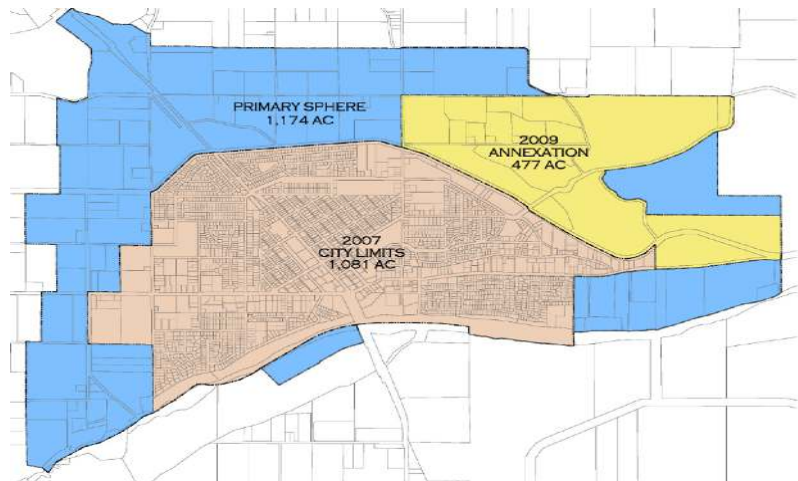 PRIMARY SPHERE
1,174 AC
2009
ANNEXATION
477 AC
2007
CITY LIMITS
1,081 AC